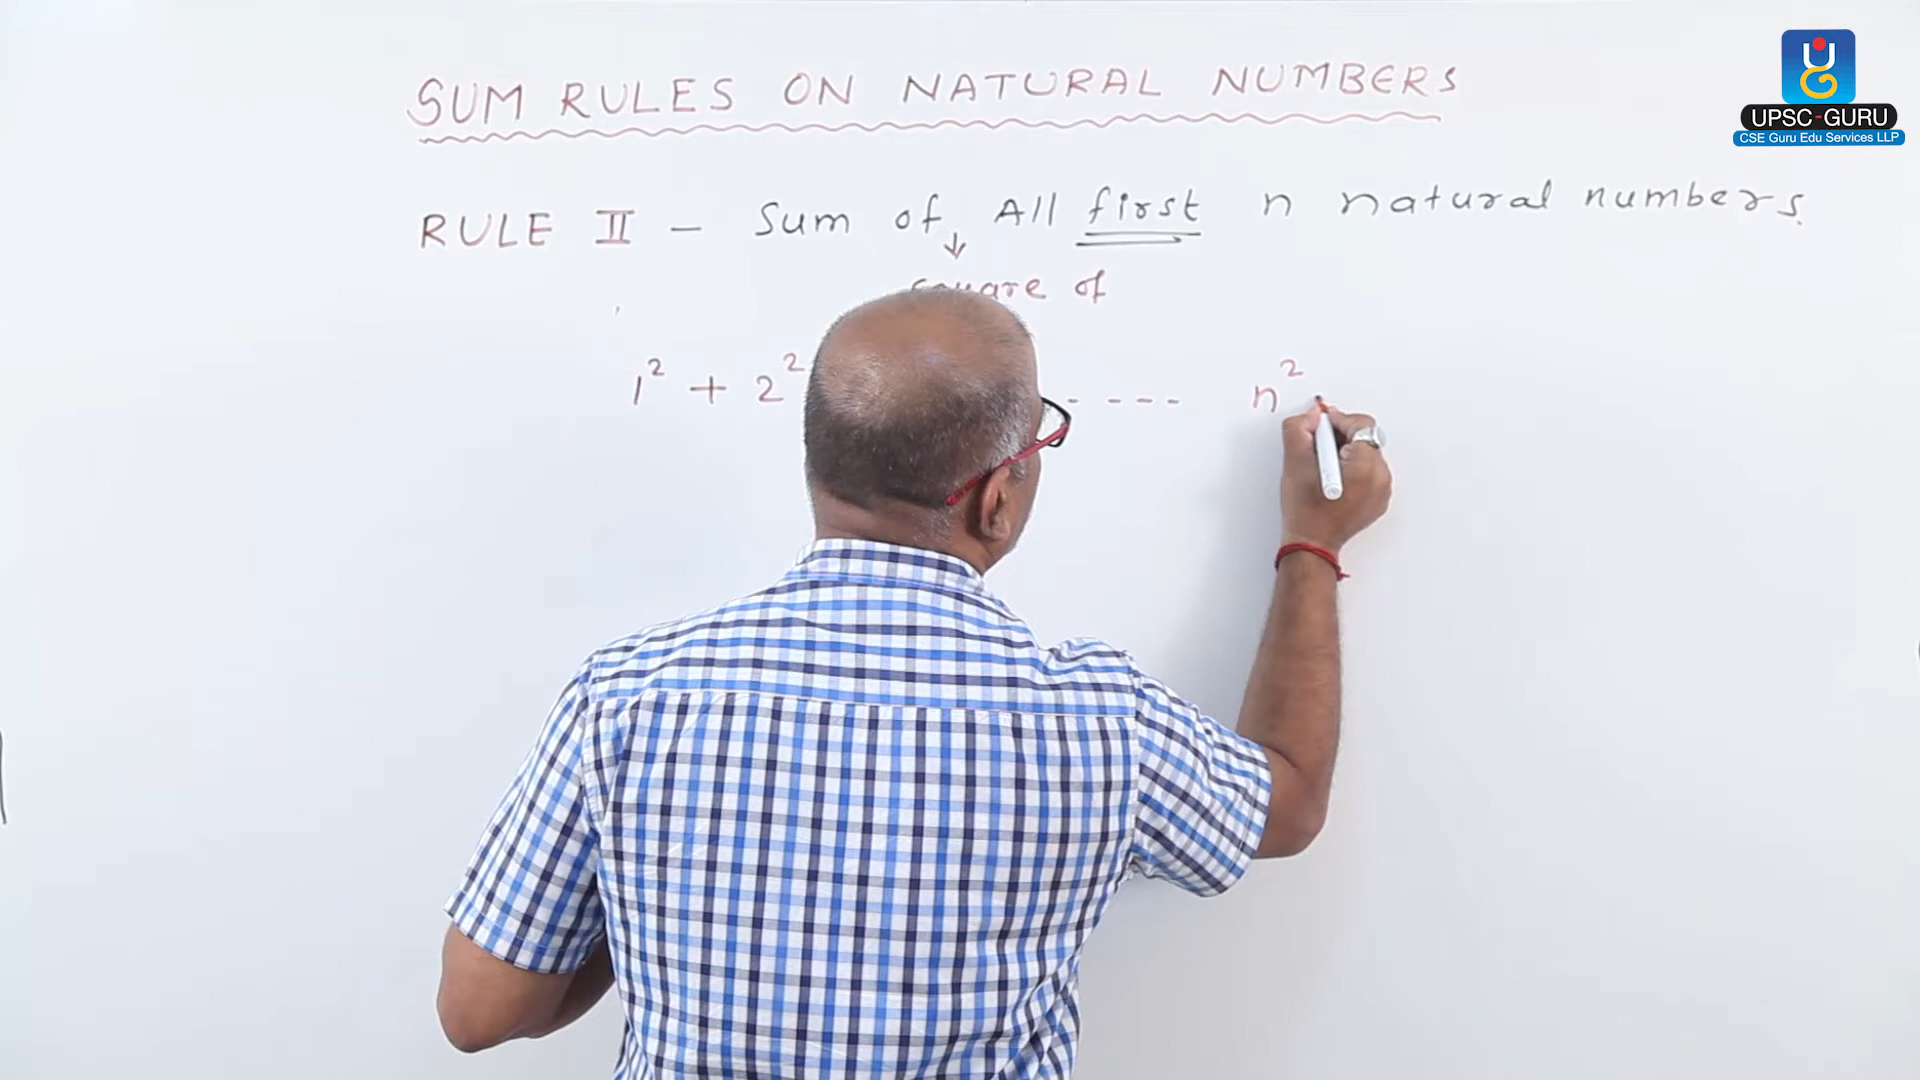 SUM RULES ON NATURAL NUMBERS
UPSC-GURU
CSE Guru Edu Services LLP
RULE II - Sum of All first n natural numbers.
square of
1² + 2² ---- n²